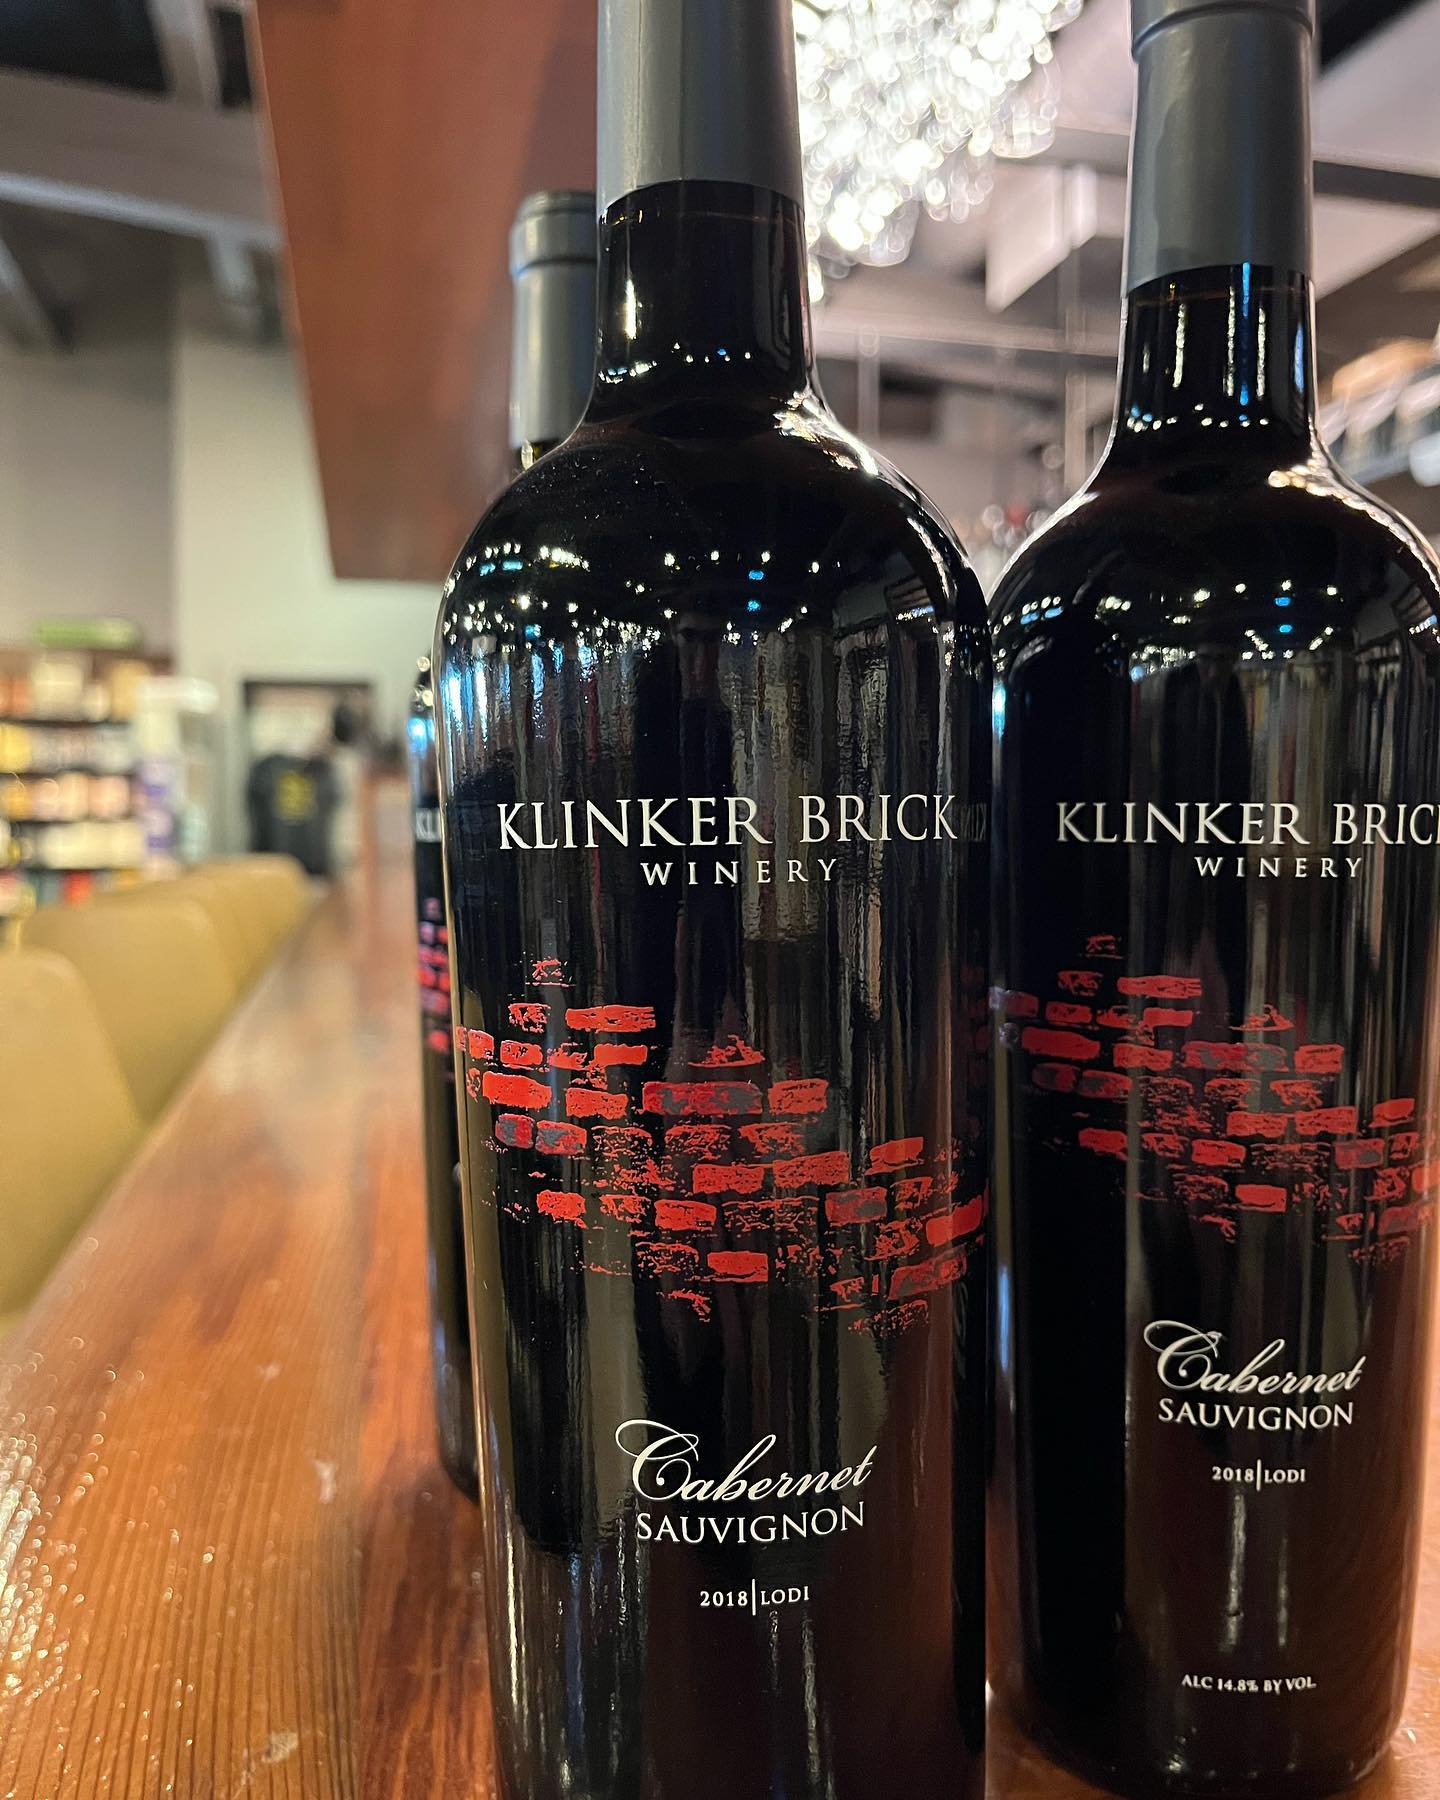 KLINKER BRICK
WINERY
Cabernet
SAUVIGNON
2018|LODI
KLINKER BRICK
WINERY
Cabernet
SAUVIGNON
2018|LODI
ALC 14.8% BY VOL
KLI